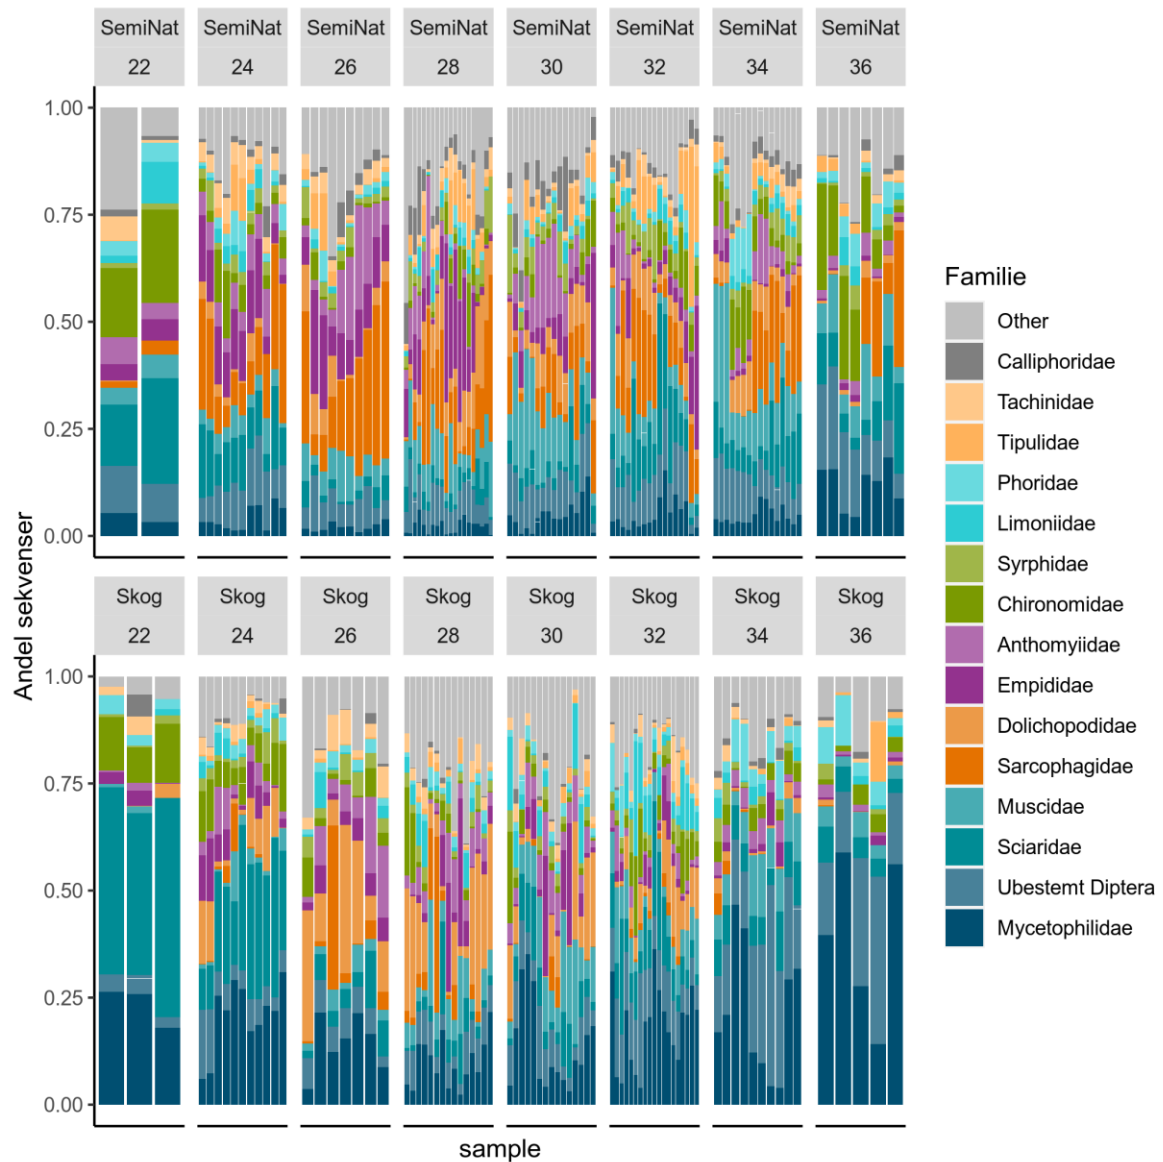 SemiNat SemiNat SemiNat SemiNat SemiNat SemiNat SemiNat SemiNat
22 24 26 28 30 32 34 36
1.00
0.75
0.50
0.25
0.00
Skog Skog Skog Skog Skog Skog Skog Skog
22 24 26 28 30 32 34 36
1.00
0.75
0.50
0.25
0.00
Andel sekvenser
sample
Familie
Other
Calliphoridae
Tachinidae
Tipulidae
Phoridae
Limoniidae
Syrphidae
Chironomidae
Anthomyiidae
Empididae
Dolichopodidae
Sarcophagidae
Muscidae
Sciaridae
Ubestemt Diptera
Mycetophilidae